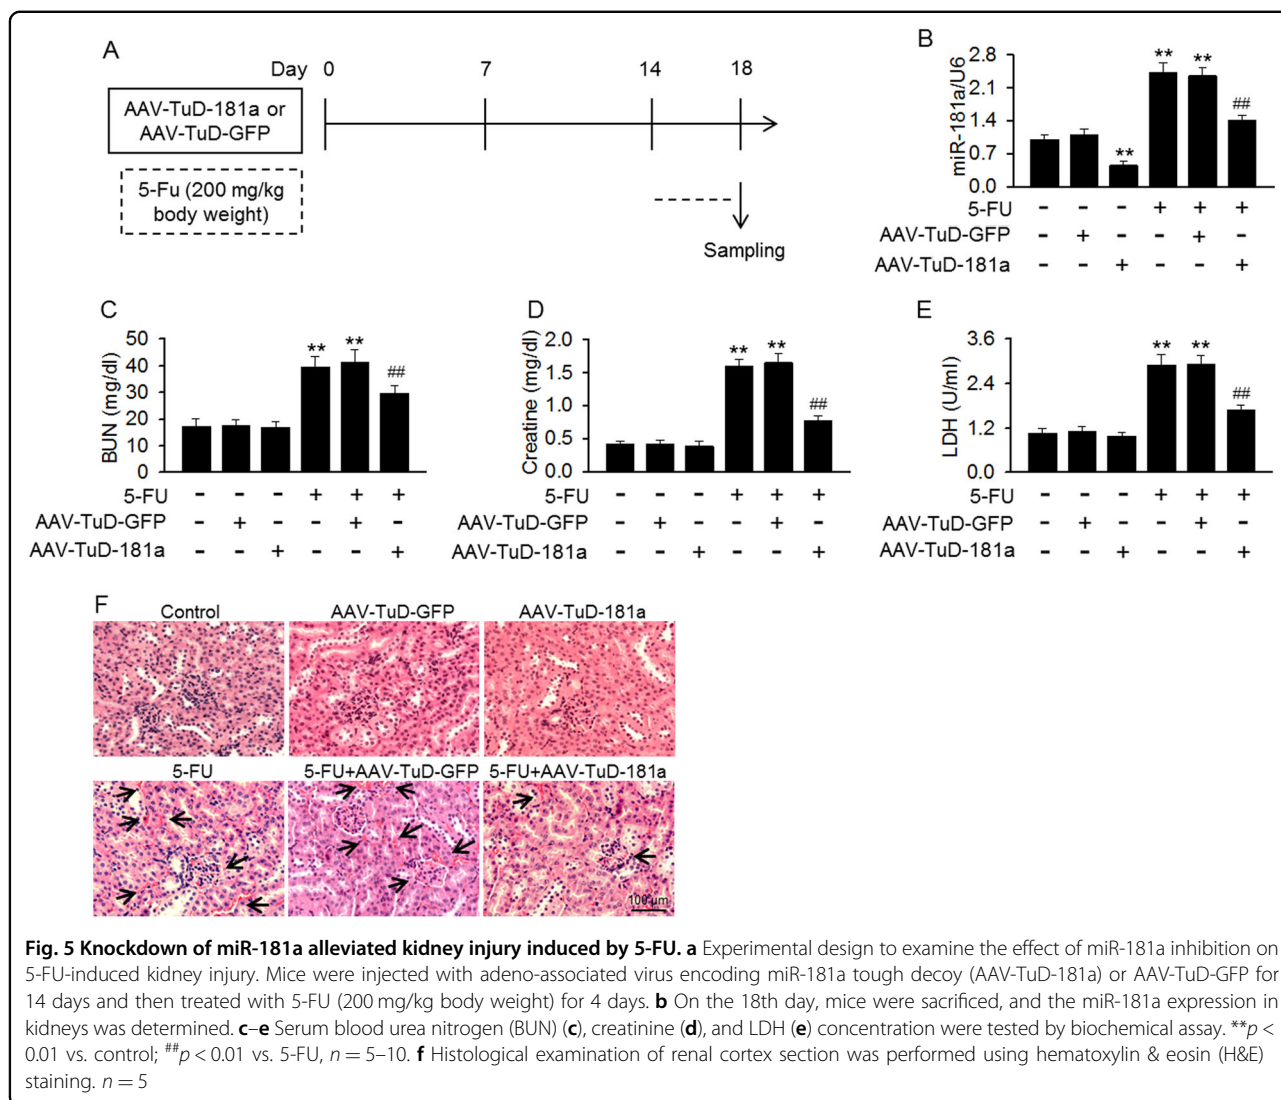 A
Day 0 7 14 18
AAV-TuD-181a or
AAV-TuD-GFP
5-Fu (200 mg/kg
body weight)
Sampling
B
miR-181a/U6
2.8
2.1
1.4
0.7
0.0
** ** ** ##
5-FU - - - + + +
AAV-TuD-GFP - + - - + -
AAV-TuD-181a - - + - - +
C
BUN (mg/dl)
50
40
30
20
10
0
** ** ##
5-FU - - - + + +
AAV-TuD-GFP - + - - + -
AAV-TuD-181a - - + - - +
D
Creatine (mg/dl)
2.0
1.5
1.0
0.5
0.0
** ** ##
5-FU - - - + + +
AAV-TuD-GFP - + - - + -
AAV-TuD-181a - - + - - +
E
LDH (U/ml)
3.6
2.4
1.2
0.0
** ** ##
5-FU - - - + + +
AAV-TuD-GFP - + - - + -
AAV-TuD-181a - - + - - +
F
Control AAV-TuD-GFP AAV-TuD-181a
5-FU 5-FU+AAV-TuD-GFP 5-FU+AAV-TuD-181a
100 μm
Fig. 5 Knockdown of miR-181a alleviated kidney injury induced by 5-FU. a Experimental design to examine the effect of miR-181a inhibition on
5-FU-induced kidney injury. Mice were injected with adeno-associated virus encoding miR-181a tough decoy (AAV-TuD-181a) or AAV-TuD-GFP for
14 days and then treated with 5-FU (200 mg/kg body weight) for 4 days. b On the 18th day, mice were sacrificed, and the miR-181a expression in
kidneys was determined. c–e Serum blood urea nitrogen (BUN) (c), creatinine (d), and LDH (e) concentration were tested by biochemical assay. **p <
0.01 vs. control; ##p < 0.01 vs. 5-FU, n = 5–10. f Histological examination of renal cortex section was performed using hematoxylin & eosin (H&E)
staining. n = 5